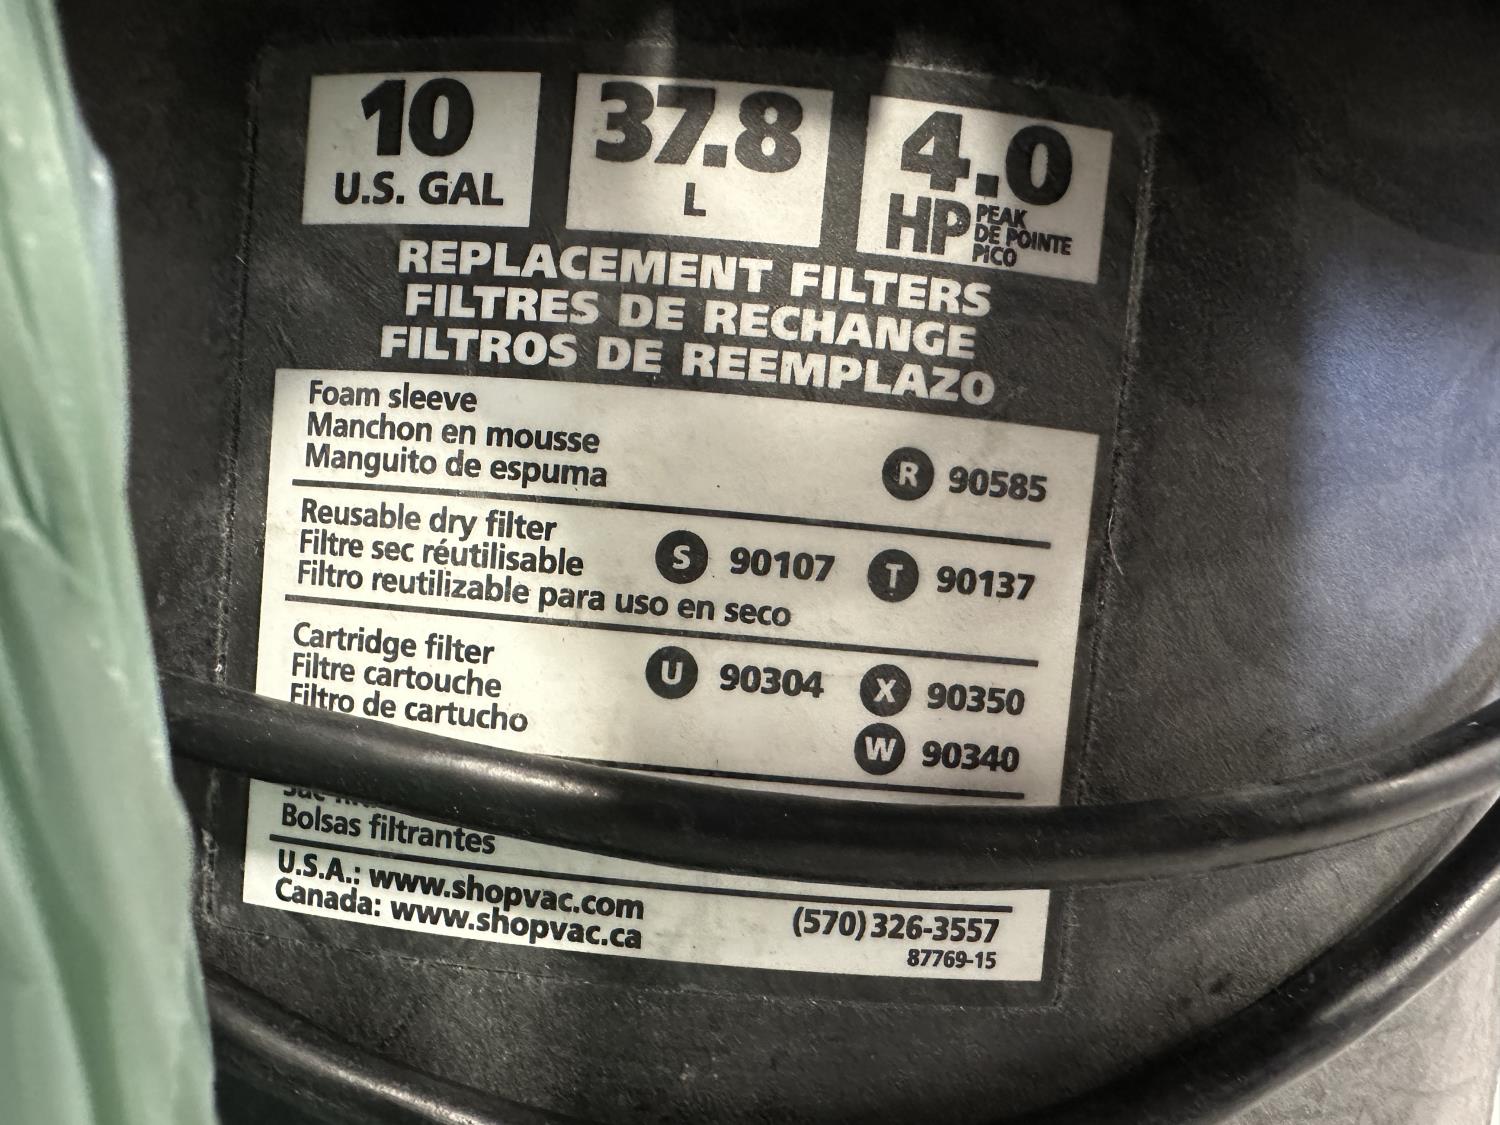 10
U.S. GAL
37.8
L
4.0
HP PEAK
DE POINTE
PICO
REPLACEMENT FILTERS
FILTRES DE RECHANGE
FILTROS DE REEMPLAZO
Foam sleeve
Manchon en mousse
Manguito de espuma
R 90585
Reusable dry filter
Filtre sec réutilisable
Filtro reutilizable para uso en seco
S 90107 T 90137
Cartridge filter
Filtre cartouche
Filtro de cartucho
U 90304 X 90350
W 90340
Bolsas filtrantes
U.S.A.: www.shopvac.com
Canada: www.shopvac.ca
(570) 326-3557
87769-15